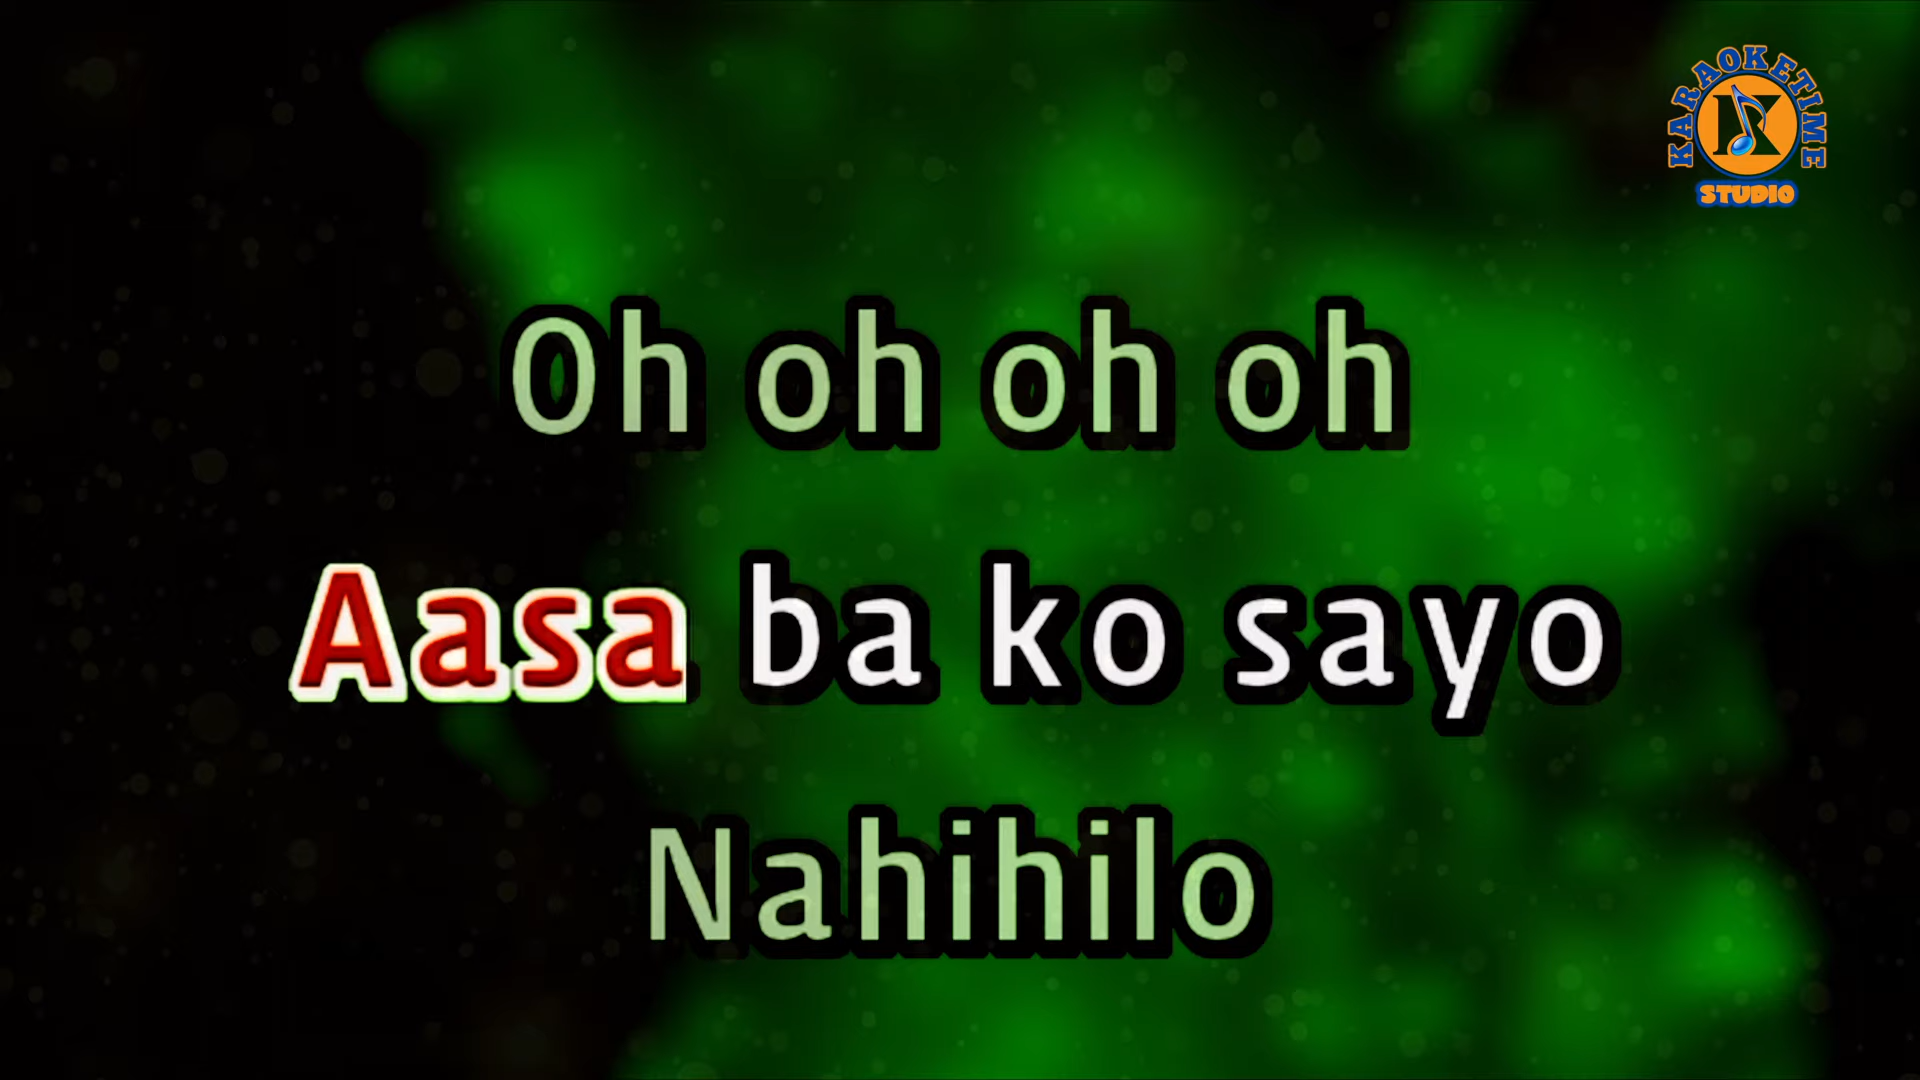 KARAOKETIME
STUDIO
Oh oh oh oh
Aasa ba ko sayo
Nahihilo